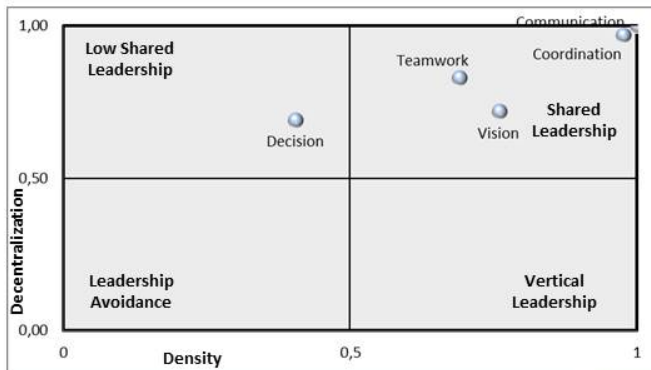 1,00
Communication
Low Shared
Leadership
Teamwork
Coordination
Shared
Leadership
Decision
Vision
0,50
Decentralization
Leadership
Avoidance
Vertical
Leadership
0,00
0
0,5
1
Density